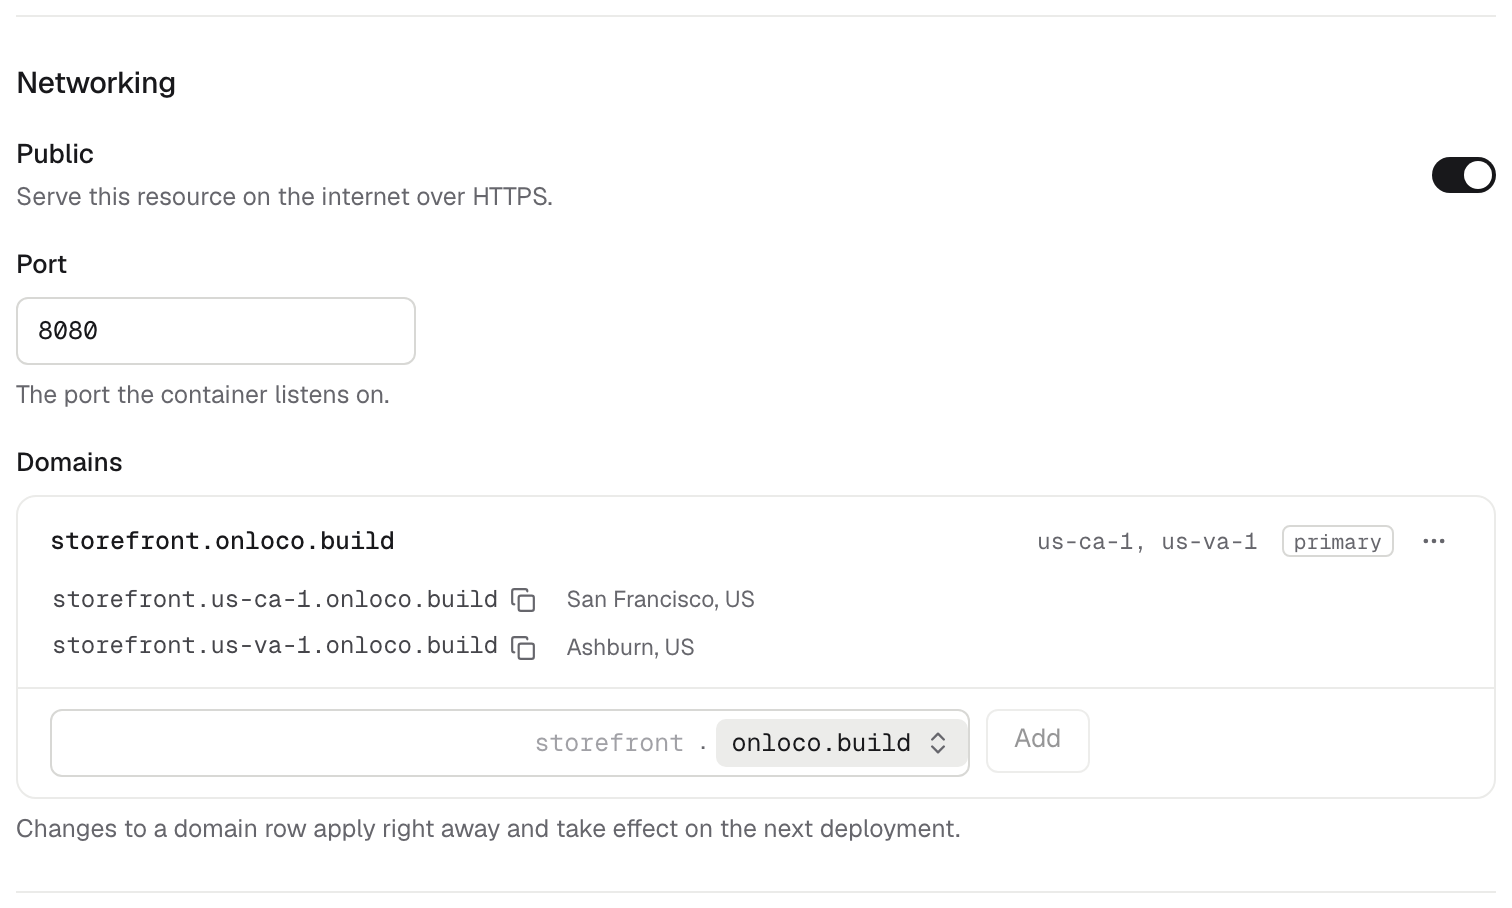 Networking
Public
Serve this resource on the internet over HTTPS.
Port
8080
The port the container listens on.
Domains
storefront.onloco.build us-ca-1, us-va-1 primary ...
storefront.us-ca-1.onloco.build San Francisco, US
storefront.us-va-1.onloco.build Ashburn, US
storefront . onloco.build Add
Changes to a domain row apply right away and take effect on the next deployment.